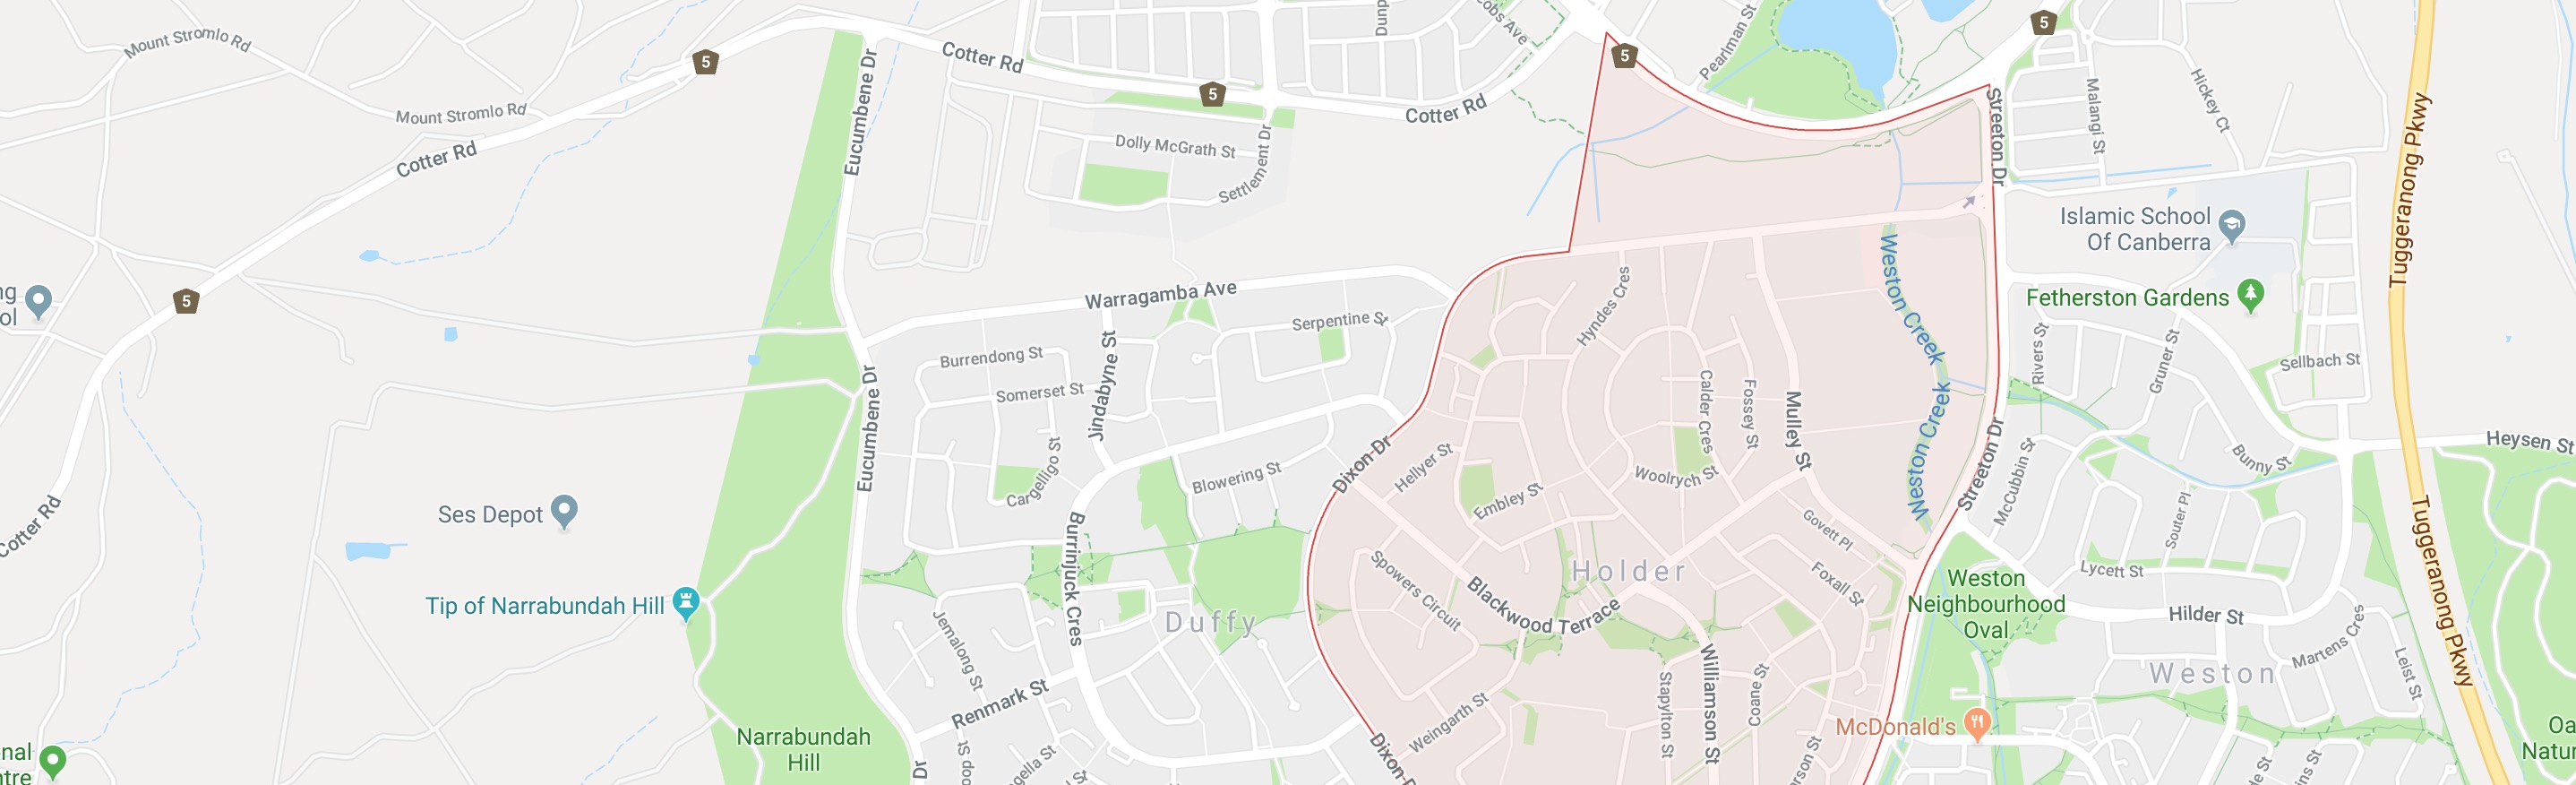 Mount Stromlo Rd
Mount Stromlo Rd
Cotter Rd
5
Cotter Rd
5
Cotter Rd
5
Cotter Rd
5
Pearlman St
5
Eucumbene Dr
Dolly McGrath St
Settlement Dr
Streeton Dr
Malangi St
Hickey Ct
Tuggeranong Pkwy
Islamic School
Of Canberra
Fetherston Gardens
Warragamba Ave
Serpentine St
Burrendong St
Somerset St
Jindabyne St
Cargelligo St
Eucumbene Dr
Blowering St
Dixon Dr
Hellyer St
Embley St
Hyndes Cres
Calder Cres
Fossey St
Woolrych St
Mulley St
Weston Creek
Weston Creek
Streeton Dr
Rivers St
Gruner St
Sellbach St
Heysen St
McCubbin St
Bunny St
Souter Pl
Lycett St
Govett Pl
Foxall St
Holder
Spowers Circuit
Blackwood Terrace
Ses Depot
Tip of Narrabundah Hill
Burrinjuck Cres
Duffy
Jemalong St
Renmark St
Narrabundah
Hill
Dr
Weston
Neighbourhood
Oval
Hilder St
Martens Cres
Leist St
Weston
Tuggeranong Pkwy
McDonald's
Weingarth St
Stapylton St
Williamson St
Coane St
Dixon D